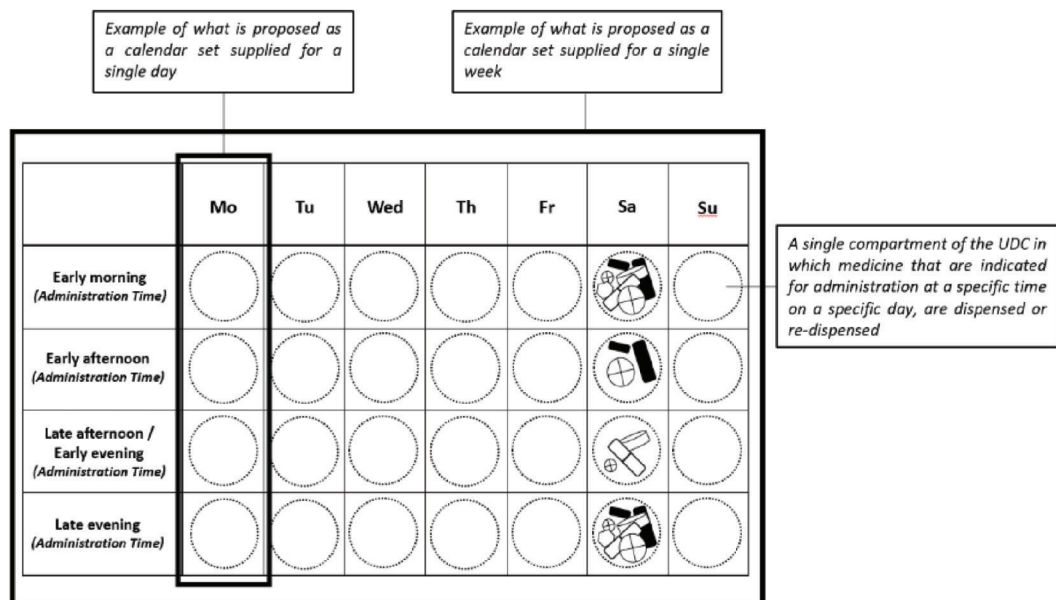 Example of what is proposed as
a calendar set supplied for a
single day
Example of what is proposed as a
calendar set supplied for a single
week
Mo Tu Wed Th Fr Sa Su
Early morning
(Administration Time)
A single compartment of the UDC in
which medicine that are indicated
for administration at a specific time
on a specific day, are dispensed or
re-dispensed
Early afternoon
(Administration Time)
Late afternoon /
Early evening
(Administration Time)
Late evening
(Administration Time)